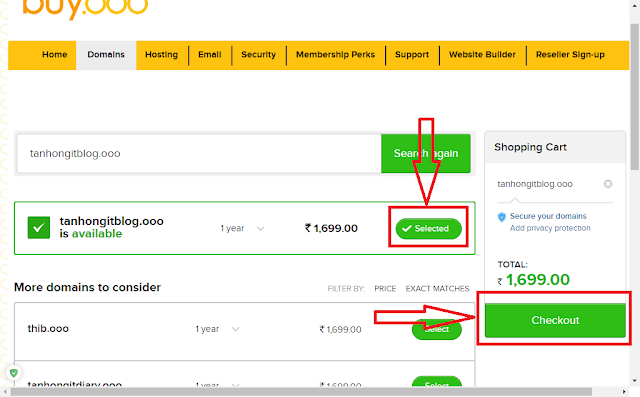 buy.ooo
Home Domains Hosting Email Security Membership Perks Support Website Builder Reseller Sign-up
tanhongitblog.ooo
Search again
tanhongitblog.ooo
is available
1 year
₹ 1,699.00
Selected
More domains to consider
FILTER BY: PRICE EXACT MATCHES
thib.ooo
1 year
₹ 1,699.00
Select
tanhongitdiary.ooo
1 year
₹ 1,699.00
Select
Shopping Cart
tanhongitblog.ooo
Secure your domains
Add privacy protection
TOTAL:
₹ 1,699.00
Checkout